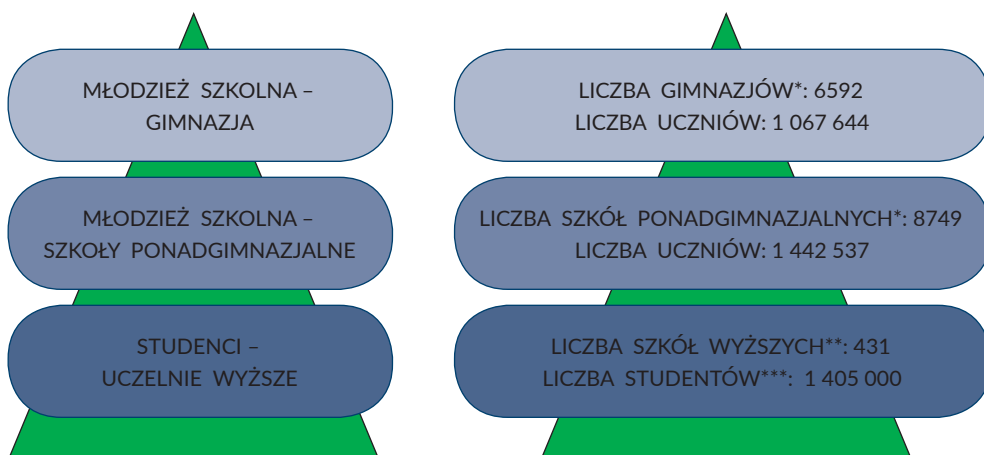 MŁODZIEŻ SZKOLNA –
GIMNAZJA
LICZBA GIMNAZJÓW*: 6592
LICZBA UCZNIÓW: 1 067 644
MŁODZIEŻ SZKOLNA –
SZKOŁY PONADGIMNAZJALNE
LICZBA SZKÓŁ PONADGIMNAZJALNYCH*: 8749
LICZBA UCZNIÓW: 1 442 537
STUDENCI –
UCZELNIE WYŻSZE
LICZBA SZKÓŁ WYŻSZYCH**: 431
LICZBA STUDENTÓW***: 1 405 000